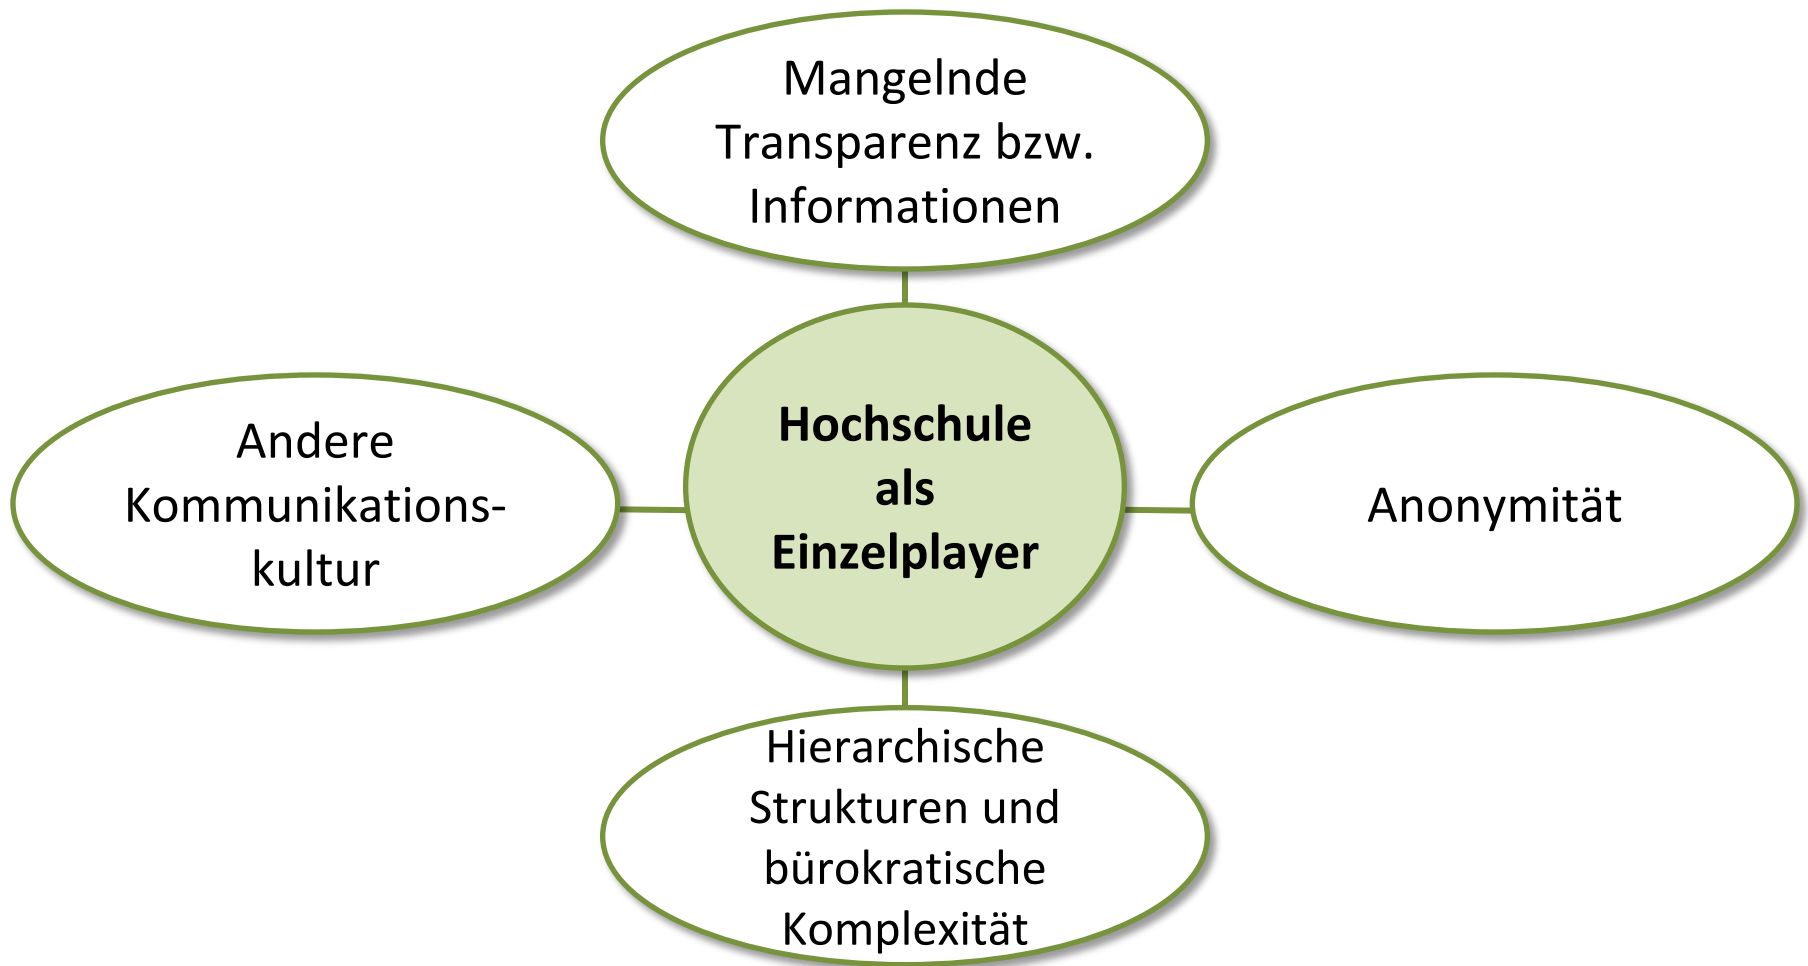 Mangelnde
Transparenz bzw.
Informationen
Andere
Kommunikations-
kultur
Hochschule
als
Einzelplayer
Anonymität
Hierarchische
Strukturen und
bürokratische
Komplexität